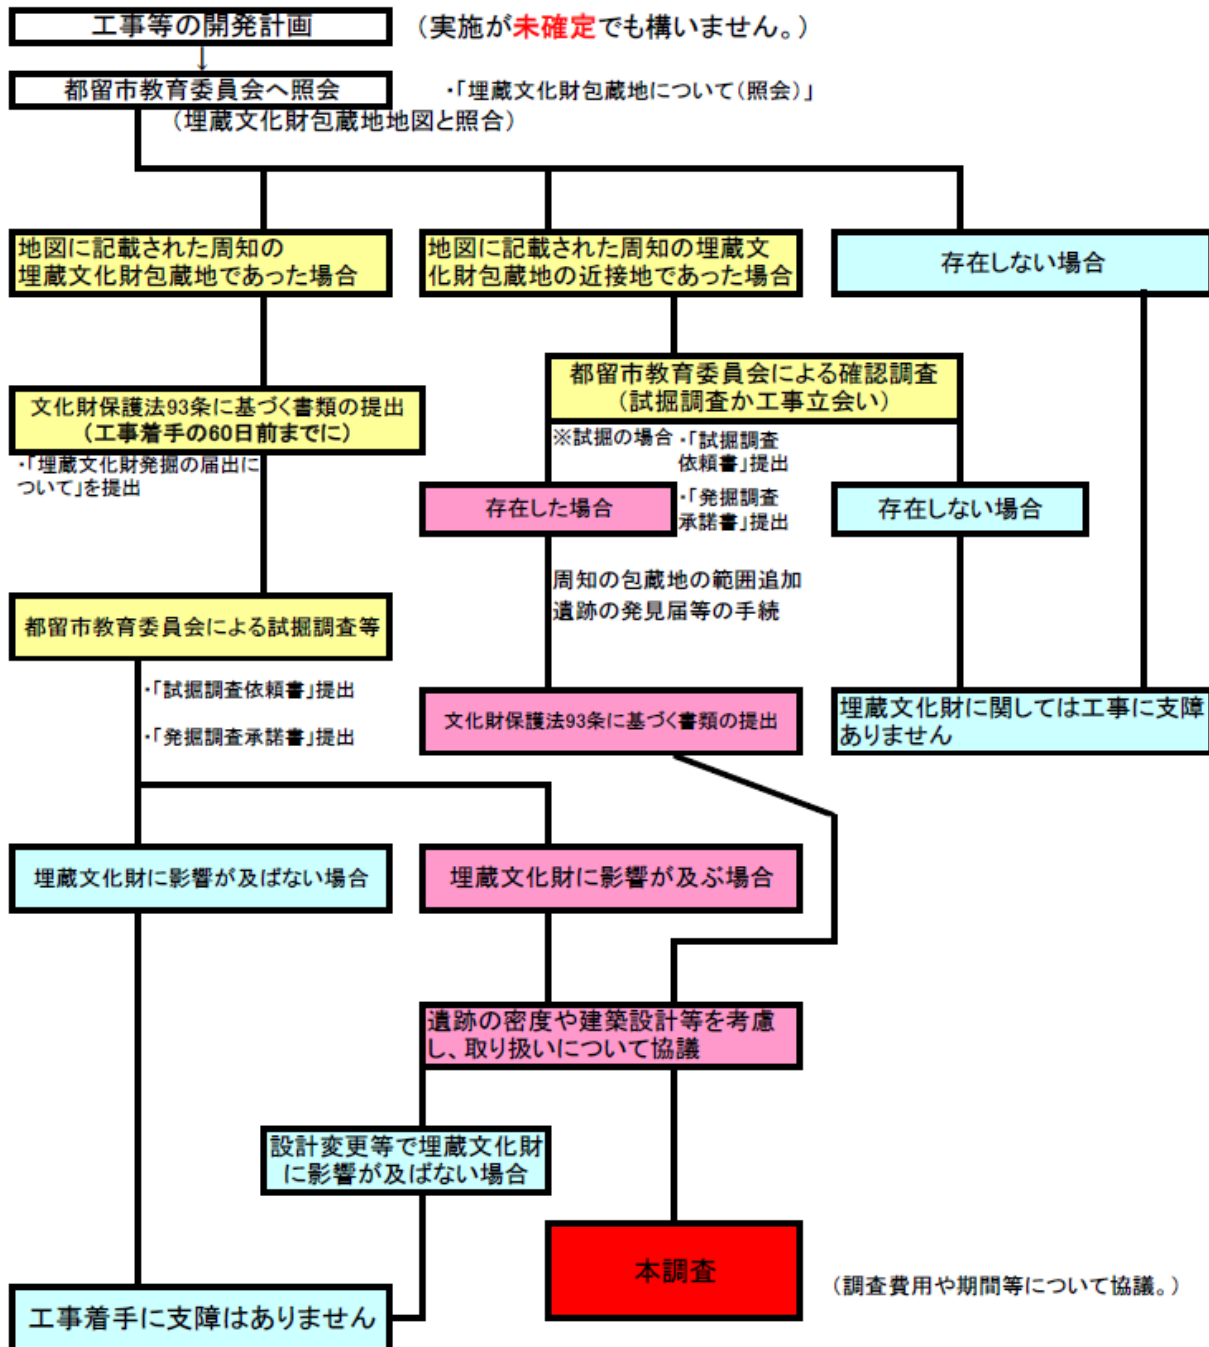 工事等の開発計画
(実施が未確定でも構いません。)
↓
都留市教育委員会へ照会
・「埋蔵文化財包蔵地について(照会)」
(埋蔵文化財包蔵地地図と照合)
地図に記載された周知の
埋蔵文化財包蔵地であった場合
地図に記載された周知の埋蔵文
化財包蔵地の近接地であった場合
存在しない場合
都留市教育委員会による確認調査
(試掘調査か工事立会い)
文化財保護法93条に基づく書類の提出
(工事着手の60日前までに)
・「埋蔵文化財発掘の届出に
ついて」を提出
※試掘の場合
・「試掘調査
依頼書」提出
・「発掘調査
承諾書」提出
存在した場合
存在しない場合
周知の包蔵地の範囲追加
遺跡の発見届等の手続
都留市教育委員会による試掘調査等
・「試掘調査依頼書」提出
・「発掘調査承諾書」提出
文化財保護法93条に基づく書類の提出
埋蔵文化財に関しては工事に支障
ありません
埋蔵文化財に影響が及ばない場合
埋蔵文化財に影響が及ぶ場合
遺跡の密度や建築設計等を考慮
し、取り扱いについて協議
設計変更等で埋蔵文化財
に影響が及ばない場合
本調査
(調査費用や期間等について協議。)
工事着手に支障はありません